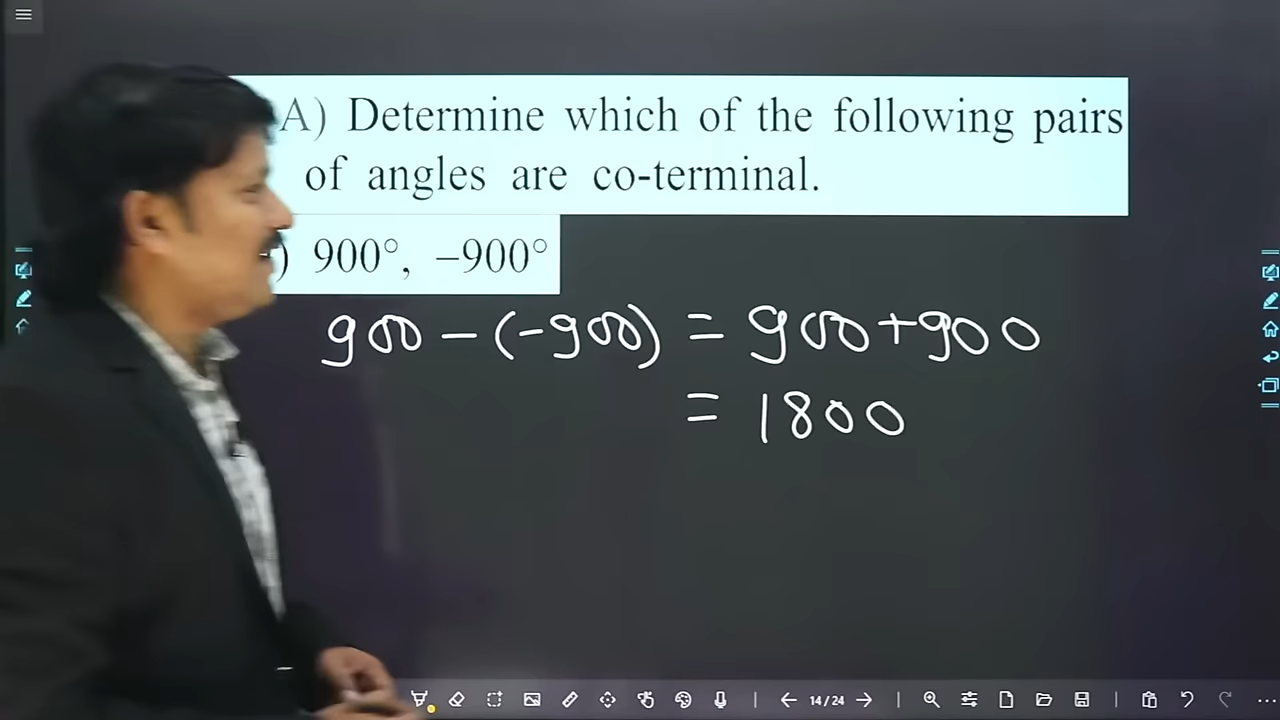 A) Determine which of the following pairs
of angles are co-terminal.
) 900°, –900°
900 – (–900) = 900+900
= 1800
14/24